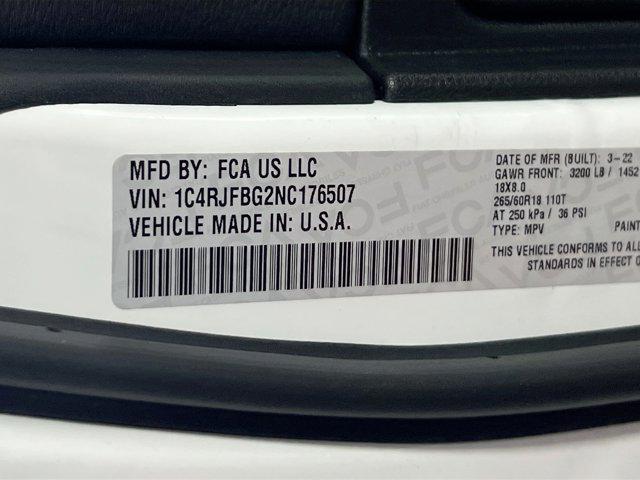 MFD BY: FCA US LLC
VIN: 1C4RJFBG2NC176507
VEHICLE MADE IN: U.S.A.
DATE OF MFR (BUILT): 3-22
GAWR FRONT: 3200 LB / 1452
18X8.0
265/60R18 110T
AT 250 kPa / 36 PSI
TYPE: MPV PAINT
THIS VEHICLE CONFORMS TO ALL
STANDARDS IN EFFECT O